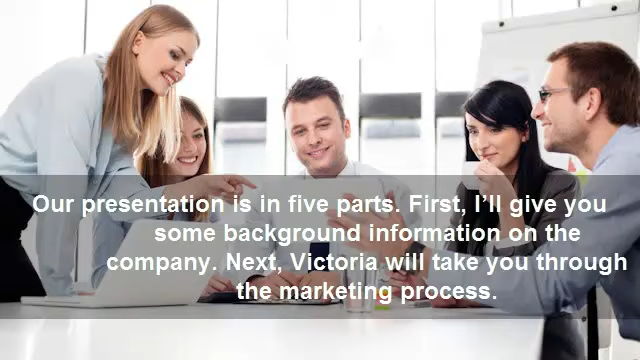 Our presentation is in five parts. First, I’ll give you
some background information on the
company. Next, Victoria will take you through
the marketing process.